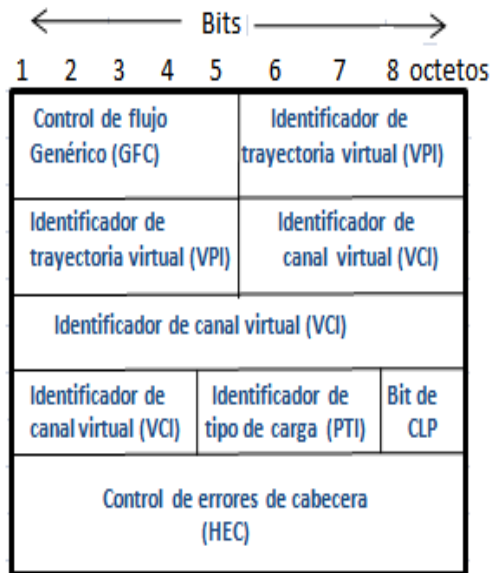 Bits
1 2 3 4 5 6 7 8 octetos
Control de flujo
Genérico (GFC)
Identificador de
trayectoria virtual (VPI)
Identificador de
trayectoria virtual (VPI)
Identificador de
canal virtual (VCI)
Identificador de canal virtual (VCI)
Identificador de
canal virtual (VCI)
Identificador de
tipo de carga (PTI)
Bit de
CLP
Control de errores de cabecera
(HEC)